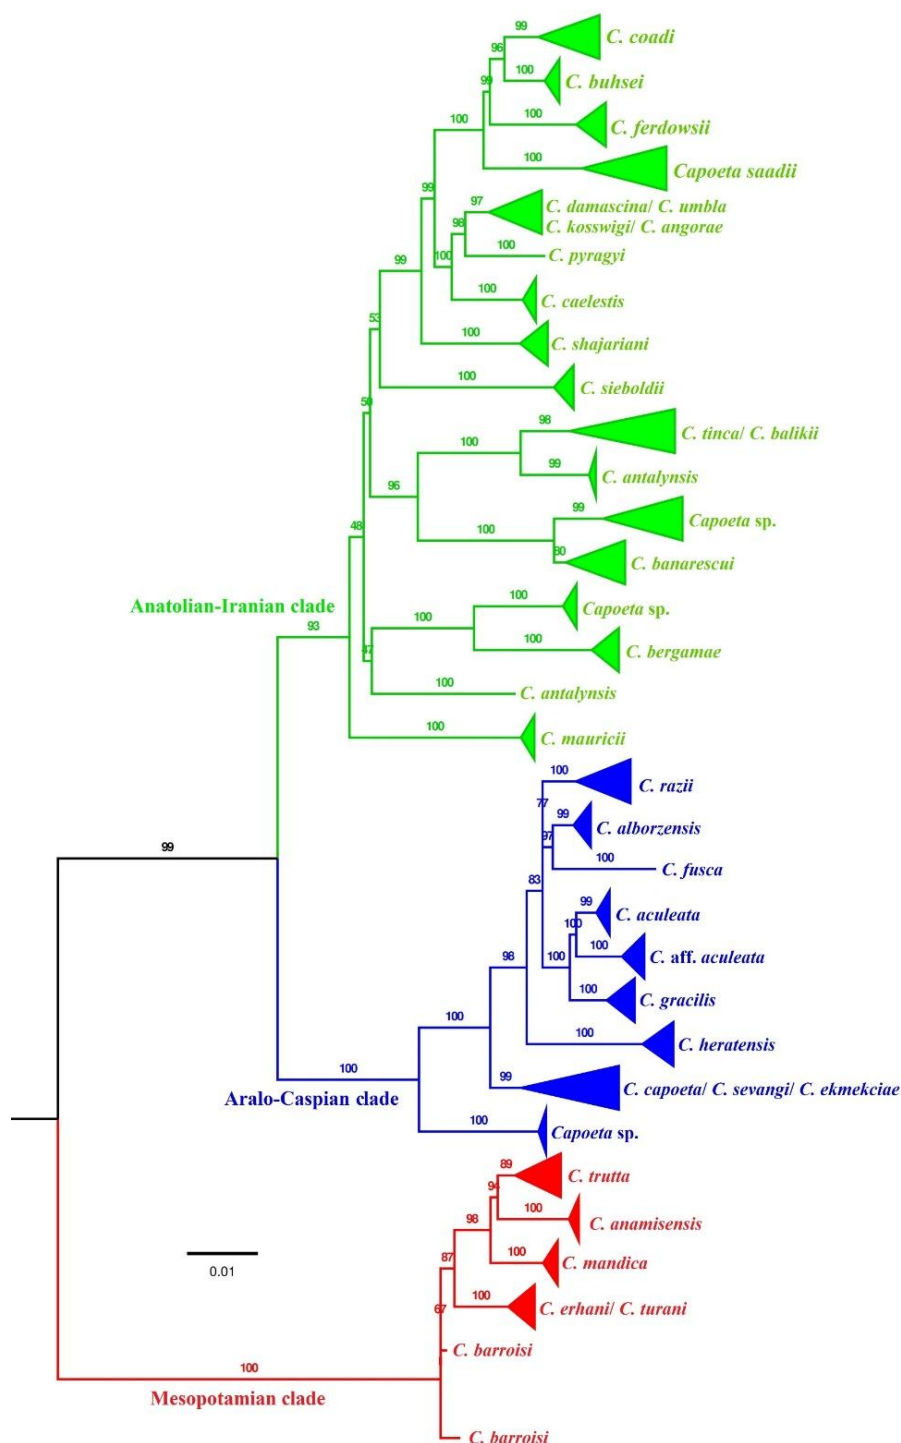 99
C. coadi
96
100
C. buhsei
99
100
C. ferdowsii
100
100
Capoeta saadii
99
97
C. damascina/ C. umbla
C. kosswigi/ C. angorae
98
100
C. pyragyi
100
99
100
C. caelestis
53
100
C. shajariani
100
C. sieboldii
50
98
C. tinca/ C. balikii
100
99
C. antalynsis
96
99
Capoeta sp.
100
80
C. banarescui
48
100
Capoeta sp.
Anatolian-Iranian clade
93
100
100
C. bergamae
47
100
C. antalynsis
100
C. mauricii
100
C. razii
77
99
C. alborzensis
97
100
C. fusca
83
99
C. aculeata
100
100
C. aff. aculeata
98
100
100
C. gracilis
99
100
100
C. heratensis
100
99
C. capoeta/ C. sevangi/ C. ekmekciae
Aralo-Caspian clade
100
Capoeta sp.
89
C. trutta
94
100
C. anamisensis
98
100
C. mandica
0.01
87
100
C. erhani/ C. turani
67
C. barroisi
100
Mesopotamian clade
C. barroisi